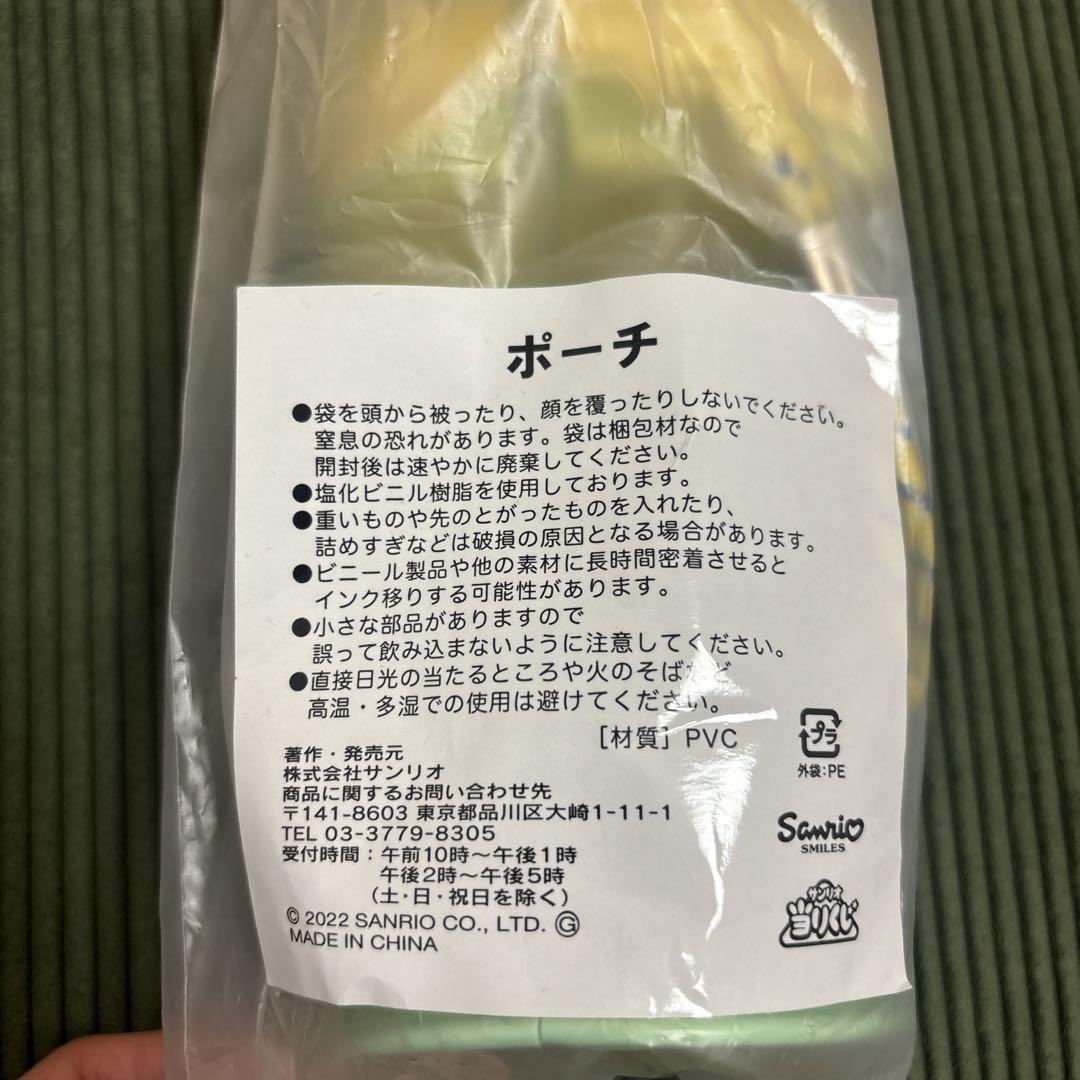 ポーチ
●袋を頭から被ったり、顔を覆ったりしないでください。
窒息の恐れがあります。袋は梱包材なので
開封後は速やかに廃棄してください。
●塩化ビニル樹脂を使用しております。
●重いものや先のとがったものを入れたり、
詰めすぎなどは破損の原因となる場合があります。
●ビニール製品や他の素材に長時間密着させると
インク移りする可能性があります。
●小さな部品がありますので
誤って飲み込まないように注意してください。
●直接日光の当たるところや火のそばなど
高温・多湿での使用は避けてください。
[材質] PVC
プラ
外袋:PE
著作・発売元
株式会社サンリオ
商品に関するお問い合わせ先
〒141-8603 東京都品川区大崎1-11-1
TEL 03-3779-8305
受付時間:午前10時〜午後1時
午後2時〜午後5時
(土・日・祝日を除く)
© 2022 SANRIO CO., LTD. Ⓖ
MADE IN CHINA
Sanrio
SMILES
サンリオ
当りくじ